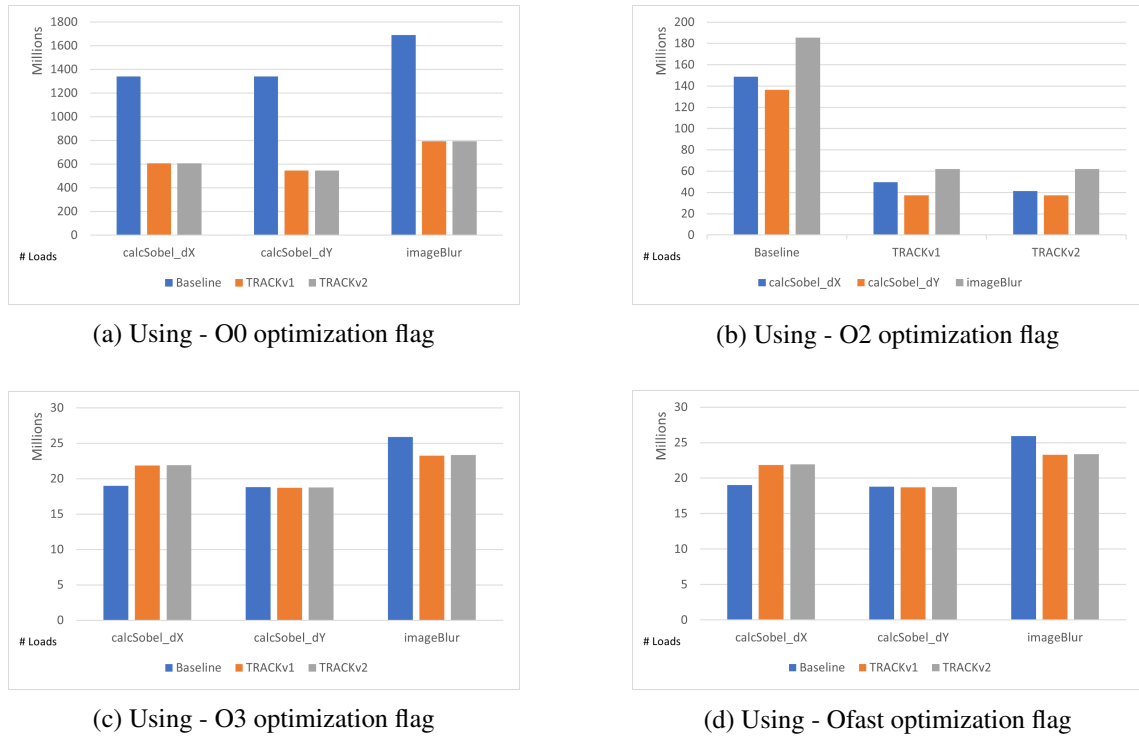 Millions
1800
1600
1400
1200
1000
800
600
400
200
0
# Loads
calcSobel_dX calcSobel_dY imageBlur
Baseline TRACKv1 TRACKv2
(a) Using - O0 optimization flag
Millions
200
180
160
140
120
100
80
60
40
20
0
# Loads
Baseline TRACKv1 TRACKv2
calcSobel_dX calcSobel_dY imageBlur
(b) Using - O2 optimization flag
Millions
30
25
20
15
10
5
0
# Loads
calcSobel_dX calcSobel_dY imageBlur
Baseline TRACKv1 TRACKv2
(c) Using - O3 optimization flag
Millions
30
25
20
15
10
5
0
# Loads
calcSobel_dX calcSobel_dY imageBlur
Baseline TRACKv1 TRACKv2
(d) Using - Ofast optimization flag